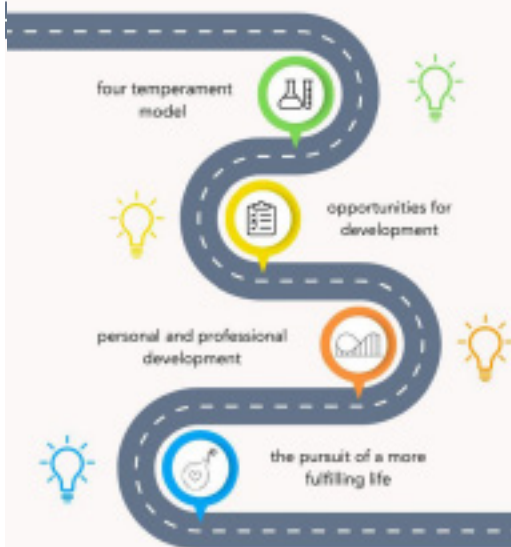 four temperament
model
opportunities for
development
personal and professional
development
the pursuit of a more
fulfilling life